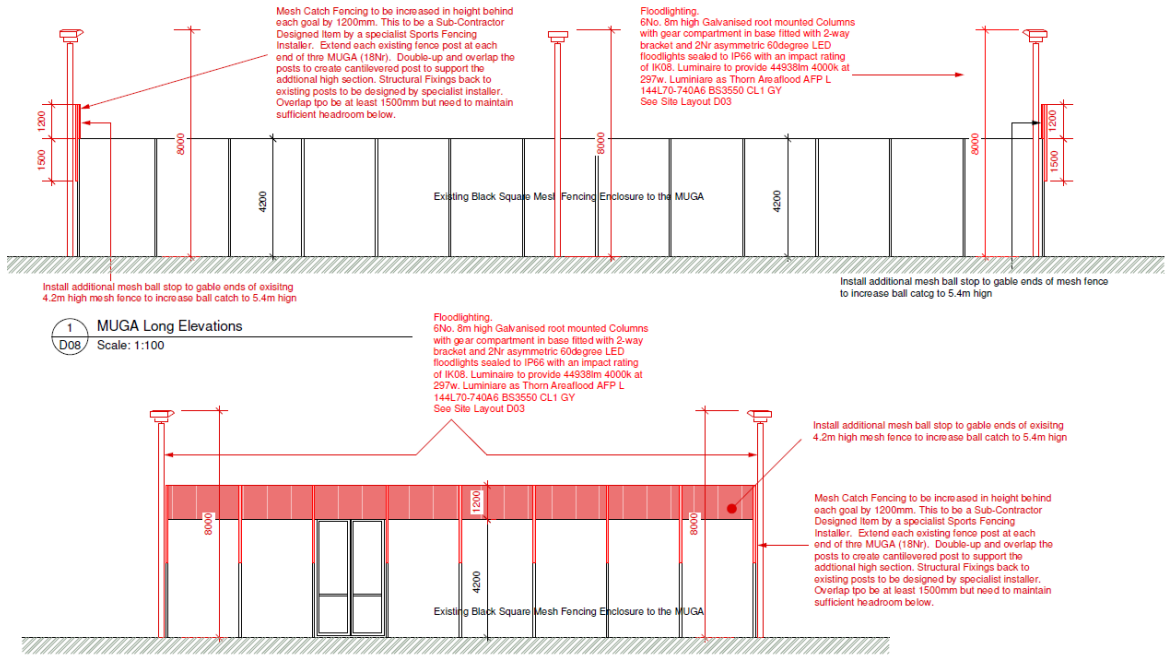 Mesh Catch Fencing to be increased in height behind
each goal by 1200mm. This to be a Sub-Contractor
Designed Item by a specialist Sports Fencing
Installer. Extend each existing fence post at each
end of thre MUGA (18Nr). Double-up and overlap the
posts to create cantilevered post to support the
addtional high section. Structural Fixings back to
existing posts to be designed by specialist installer.
Overlap tpo be at least 1500mm but need to maintain
sufficient headroom below.
Floodlighting.
6No. 8m high Galvanised root mounted Columns
with gear compartment in base fitted with 2-way
bracket and 2Nr asymmetric 60degree LED
floodlights sealed to IP66 with an impact rating
of IK08. Luminaire to provide 44938lm 4000k at
297w. Luminiare as Thorn Areaflood AFP L
144L70-740A6 BS3550 CL1 GY
See Site Layout D03
1200
1500
8000
4200
8000
4200
8000
1200
1500
Existing Black Square Mesh Fencing Enclosure to the MUGA
Install additional mesh ball stop to gable ends of exisitng
4.2m high mesh fence to increase ball catch to 5.4m hign
Install additional mesh ball stop to gable ends of mesh fence
to increase ball catcg to 5.4m hign
1
D08
MUGA Long Elevations
Scale: 1:100
Floodlighting.
6No. 8m high Galvanised root mounted Columns
with gear compartment in base fitted with 2-way
bracket and 2Nr asymmetric 60degree LED
floodlights sealed to IP66 with an impact rating
of IK08. Luminaire to provide 44938lm 4000k at
297w. Luminiare as Thorn Areaflood AFP L
144L70-740A6 BS3550 CL1 GY
See Site Layout D03
Install additional mesh ball stop to gable ends of exisitng
4.2m high mesh fence to increase ball catch to 5.4m hign
Mesh Catch Fencing to be increased in height behind
each goal by 1200mm. This to be a Sub-Contractor
Designed Item by a specialist Sports Fencing
Installer. Extend each existing fence post at each
end of thre MUGA (18Nr). Double-up and overlap the
posts to create cantilevered post to support the
addtional high section. Structural Fixings back to
existing posts to be designed by specialist installer.
Overlap tpo be at least 1500mm but need to maintain
sufficient headroom below.
8000
1200
4200
8000
Existing Black Square Mesh Fencing Enclosure to the MUGA